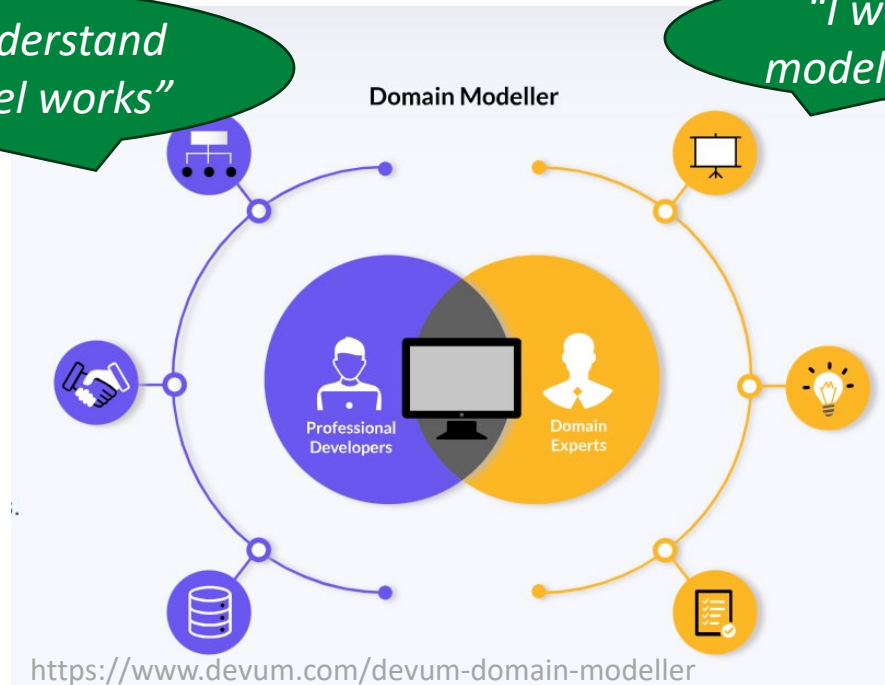 derstand
el works”
"I w
model
Domain Modeller
Professional
Developers
Domain
Experts
s.
https://www.devum.com/devum-domain-modeller